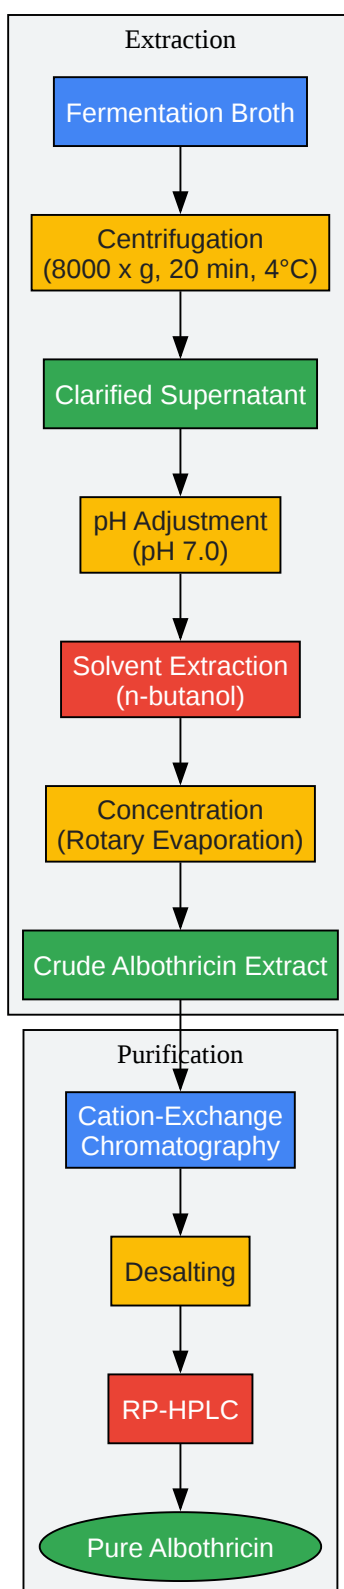 Extraction
Fermentation Broth
Centrifugation
(8000 x g, 20 min, 4°C)
Clarified Supernatant
pH Adjustment
(pH 7.0)
Solvent Extraction
(n-butanol)
Concentration
(Rotary Evaporation)
Crude Albothricin Extract
Purification
Cation-Exchange
Chromatography
Desalting
RP-HPLC
Pure Albothricin